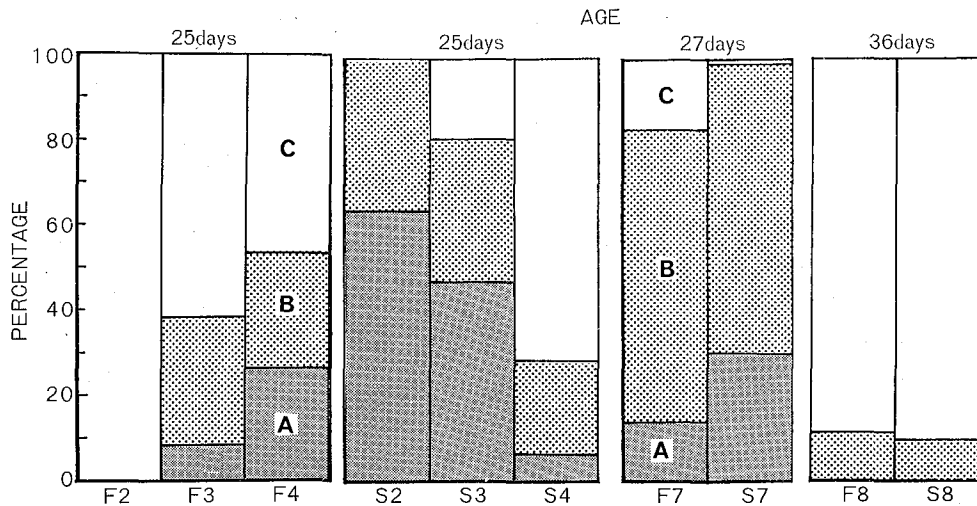 AGE
25days 25days 27days 36days
100
80
60
40
20
0
PERCENTAGE
C
B
A
C
B
A
F2 F3 F4 S2 S3 S4 F7 S7 F8 S8